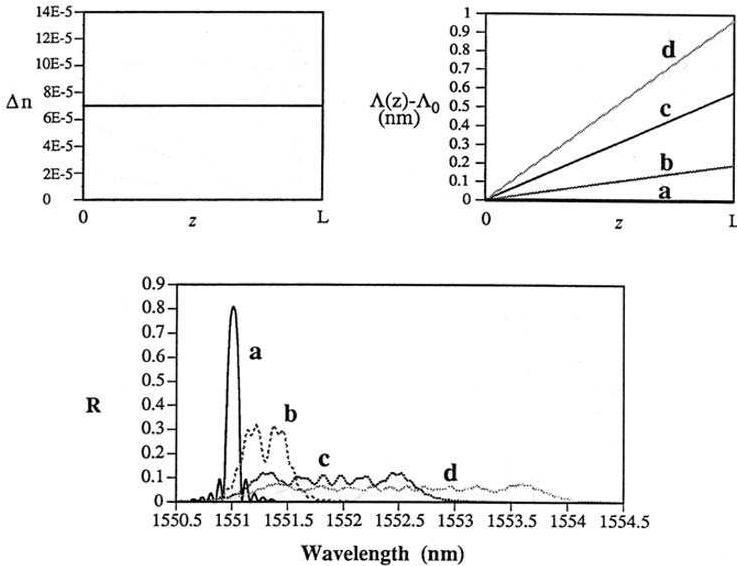 14E-5
12E-5
10E-5
8E-5
Δn
6E-5
4E-5
2E-5
0
0
z
L
1
0.9
0.8
0.7
0.6
0.5
0.4
0.3
0.2
0.1
0
Λ(z)-Λ0
(nm)
d
c
b
a
0
z
L
0.9
0.8
0.7
0.6
0.5
0.4
0.3
0.2
0.1
0
R
a
b
c
d
1550.5 1551 1551.5 1552 1552.5 1553 1553.5 1554 1554.5
Wavelength (nm)